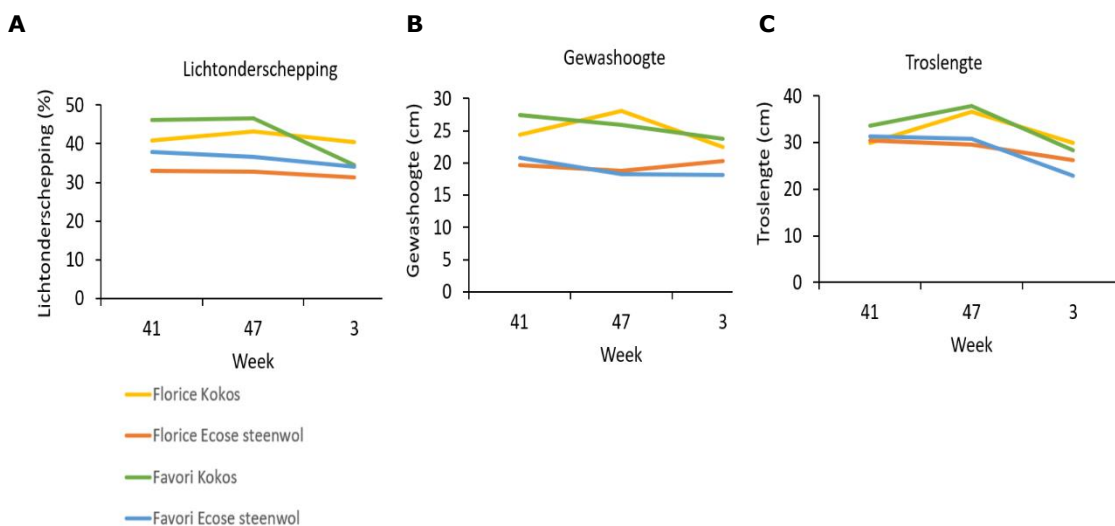 A
B
C
Lichtonderschepping
Lichtonderschepping (%)
50
40
30
20
10
0
41
47
3
Week
Gewashoogte
Gewashoogte (cm)
30
25
20
15
10
5
0
41
47
3
Week
Troslengte
Troslengte (cm)
40
30
20
10
0
41
47
3
Week
Florice Kokos
Florice Ecose steenwol
Favori Kokos
Favori Ecose steenwol